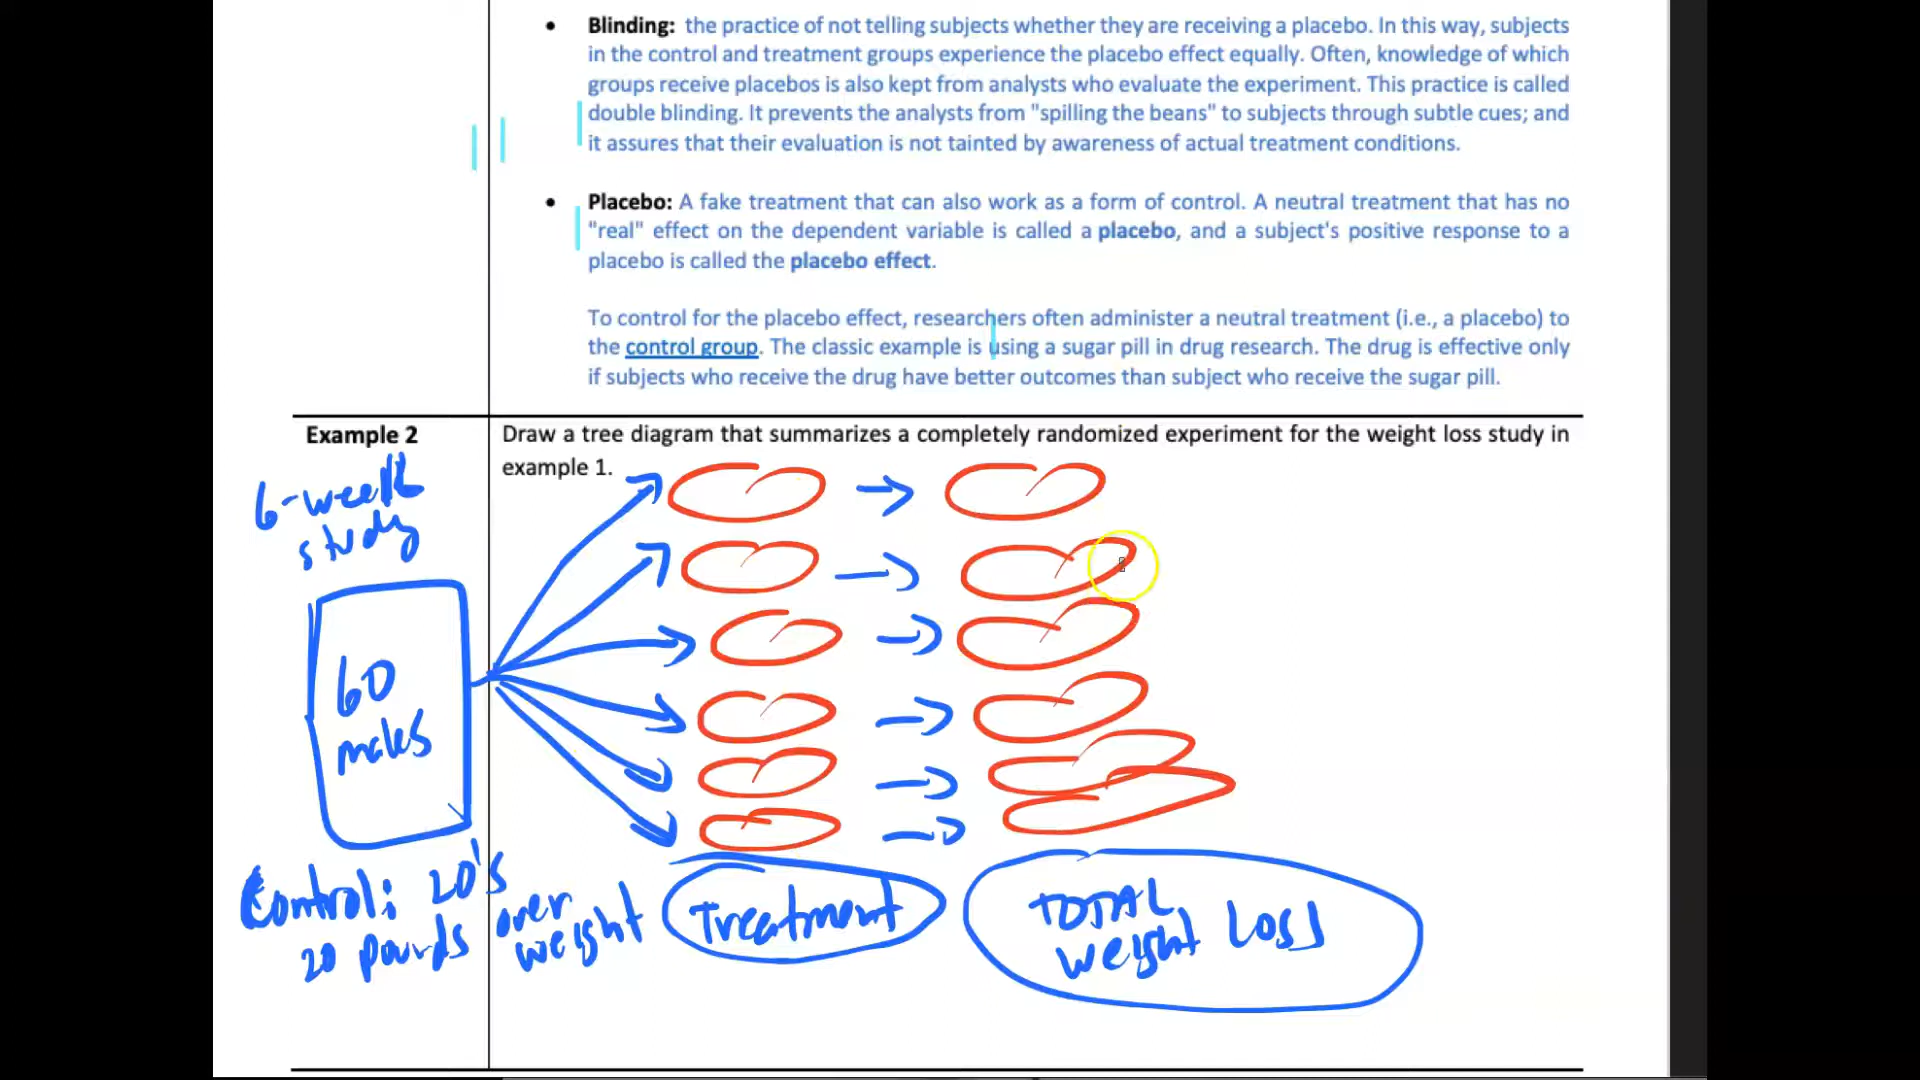 Blinding: the practice of not telling subjects whether they are receiving a placebo. In this way, subjects
in the control and treatment groups experience the placebo effect equally. Often, knowledge of which
groups receive placebos is also kept from analysts who evaluate the experiment. This practice is called
double blinding. It prevents the analysts from "spilling the beans" to subjects through subtle cues; and
it assures that their evaluation is not tainted by awareness of actual treatment conditions.
Placebo: A fake treatment that can also work as a form of control. A neutral treatment that has no
"real" effect on the dependent variable is called a placebo, and a subject's positive response to a
placebo is called the placebo effect.
To control for the placebo effect, researchers often administer a neutral treatment (i.e., a placebo) to
the control group. The classic example is using a sugar pill in drug research. The drug is effective only
if subjects who receive the drug have better outcomes than subject who receive the sugar pill.
Example 2
Draw a tree diagram that summarizes a completely randomized experiment for the weight loss study in
example 1.
6-week
study
60
males
Control: 20's
20 pounds over
weight
Treatment
TOTAL
weight loss